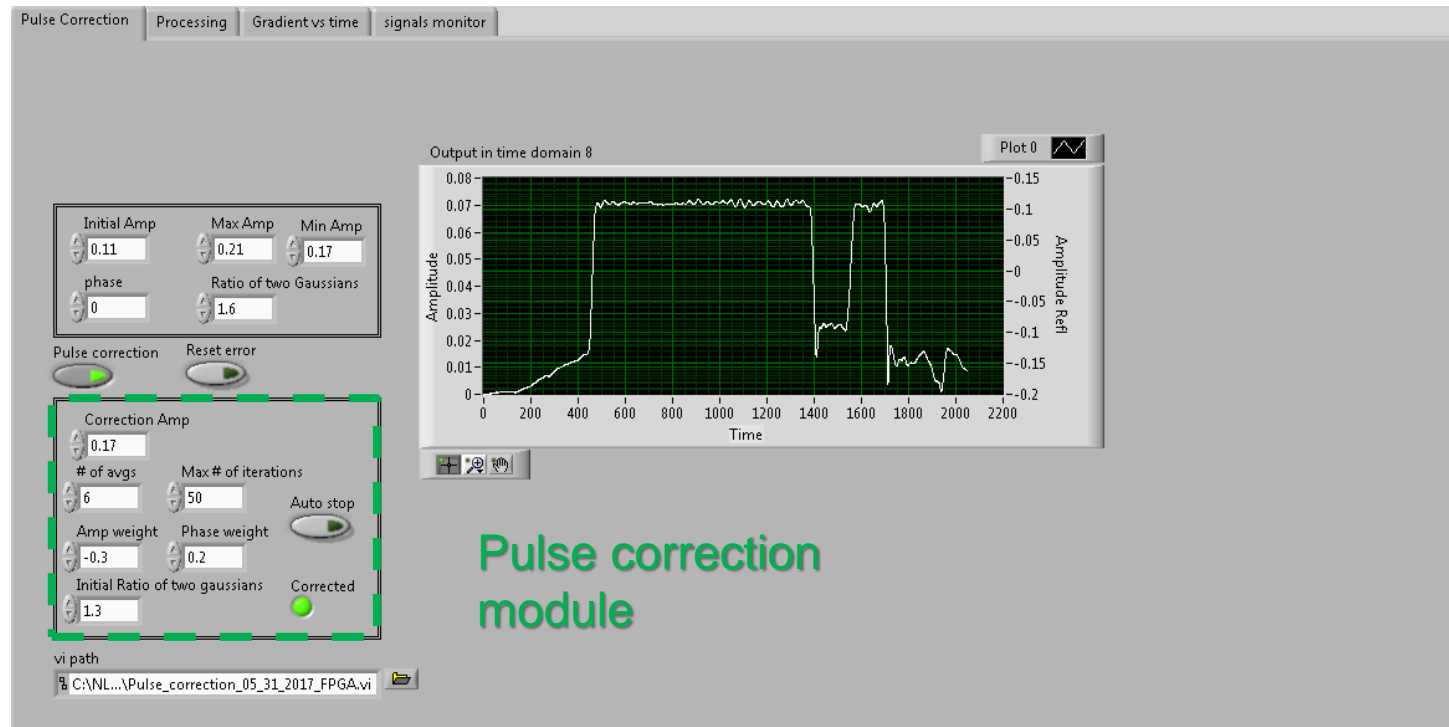 Pulse Correction Processing Gradient vs time signals monitor
Output in time domain 8 Plot 0
0.08 0.07 0.06 0.05 0.04 0.03 0.02 0.01 0
Amplitude
0.15 0.1 0.05 0 -0.05 -0.1 -0.15 -0.2
Amplitude Refl
0 200 400 600 800 1000 1200 1400 1600 1800 2000 2200
Time
Initial Amp Max Amp Min Amp
0.11 0.21 0.17
phase Ratio of two Gaussians
0 1.6
Pulse correction Reset error
Correction Amp
0.17
# of avgs Max # of iterations
6 50 Auto stop
Amp weight Phase weight
-0.3 0.2
Initial Ratio of two gaussians Corrected
1.3
vi path
C:\NL...\Pulse_correction_05_31_2017_FPGA.vi
Pulse correction
module